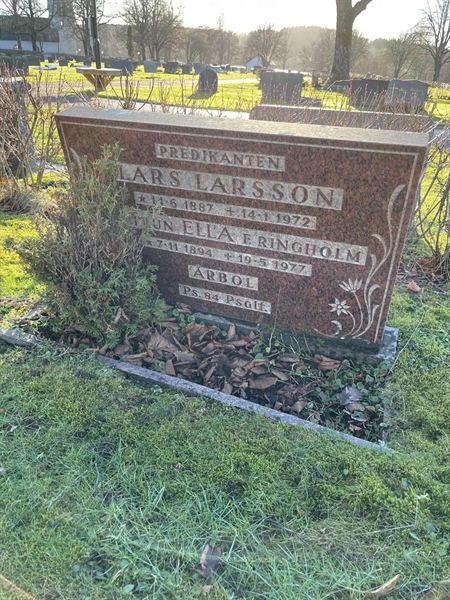 PREDIKANTEN
LARS LARSSON
* 11-6 1887 + 14-1 1972
ELLA F. RINGHOLM
7-11 1894 + 19-5 1977
ÅRBOL
Ps. 84